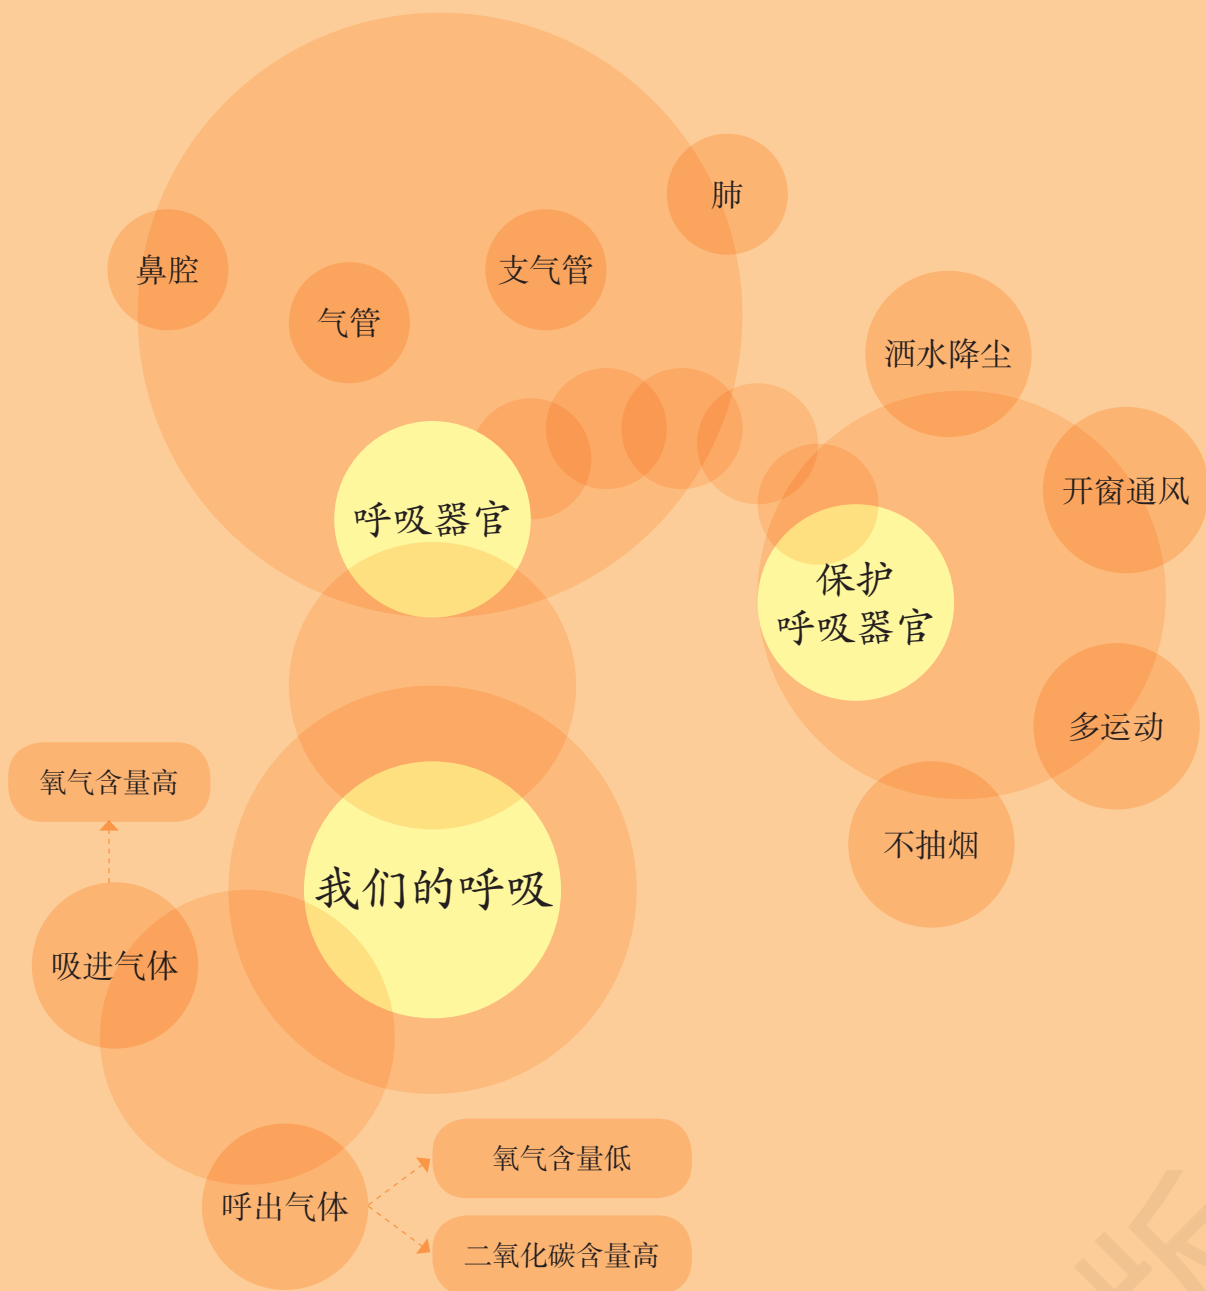 肺
鼻腔
支气管
气管
洒水降尘
开窗通风
呼吸器官
保护
呼吸器官
多运动
氧气含量高
不抽烟
我们的呼吸
吸进气体
氧气含量低
呼出气体
二氧化碳含量高
版